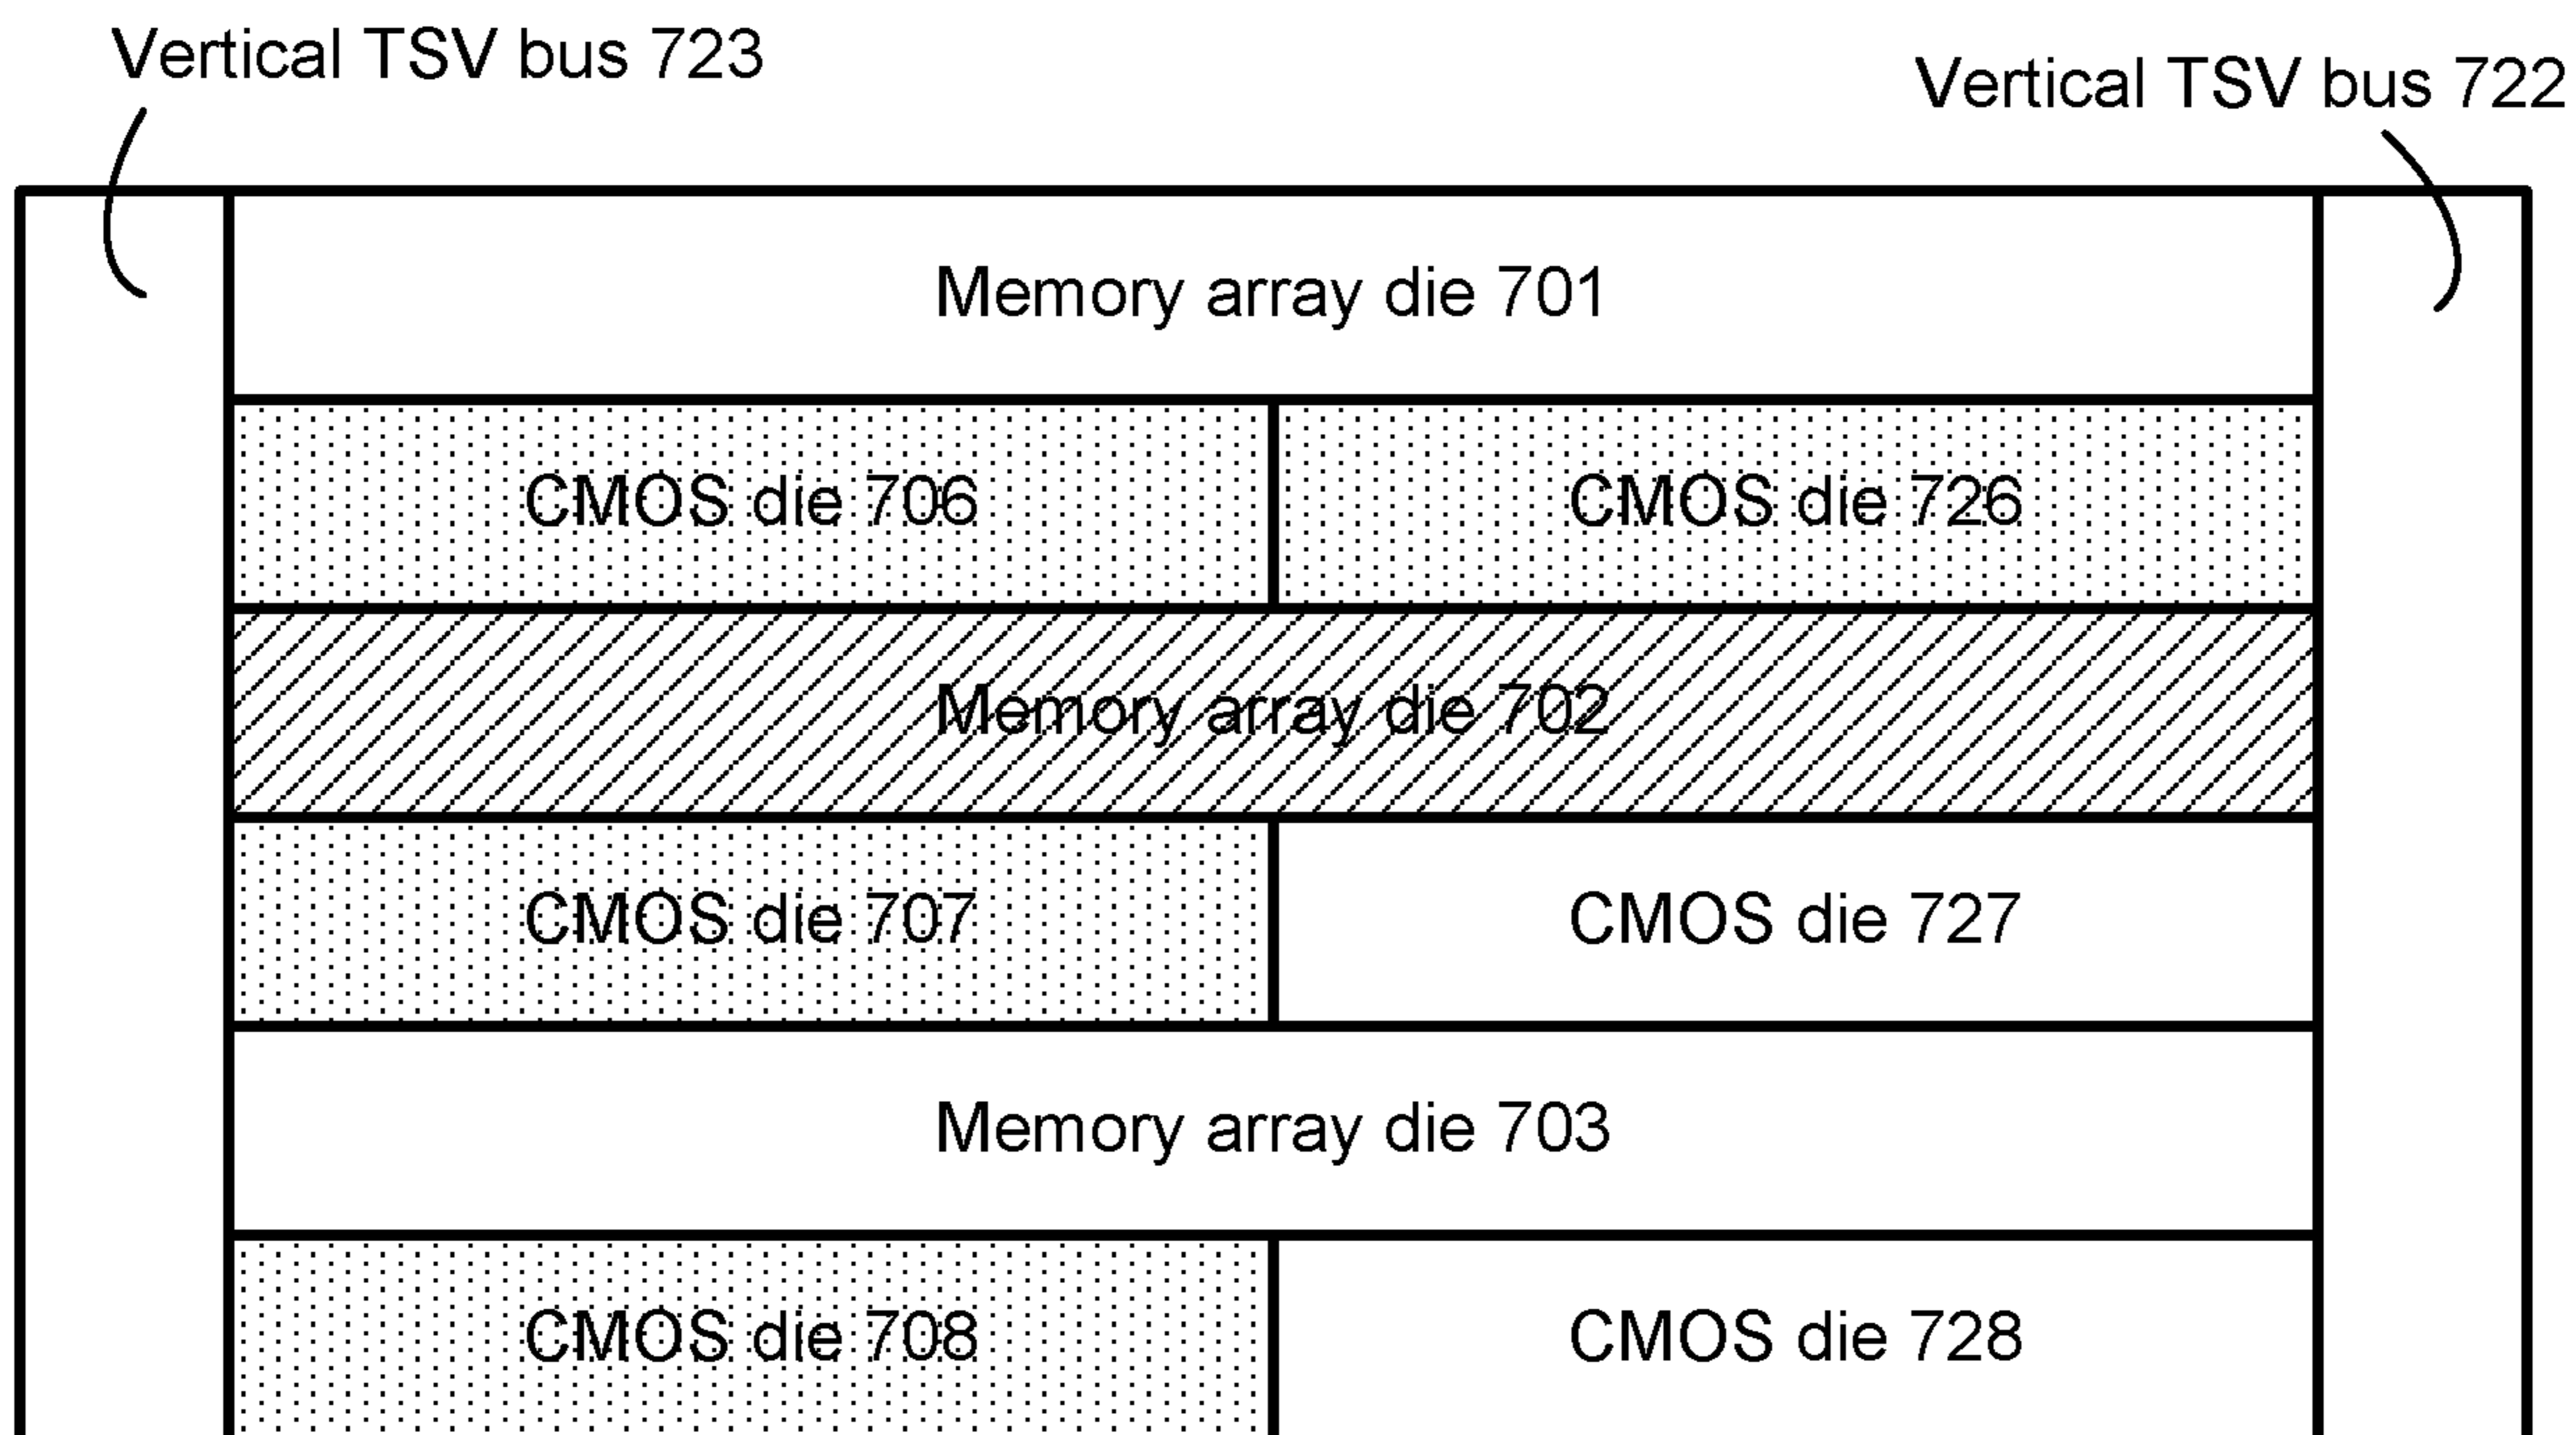 Vertical TSV bus 723
Vertical TSV bus 722
Memory array die 701
CMOS die 706
CMOS die 726
Memory array die 702
CMOS die 707
CMOS die 727
Memory array die 703
CMOS die 708
CMOS die 728